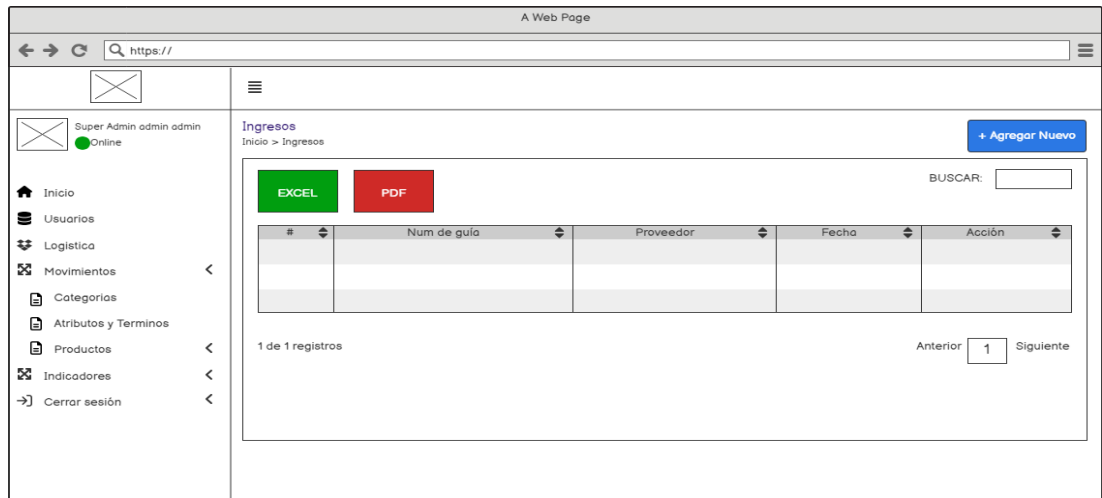 A Web Page
https://
Super Admin admin admin
Online
Inicio
Usuarios
Logistica
Movimientos
Categorias
Atributos y Terminos
Productos
Indicadores
Cerrar sesión
Ingresos
Inicio > Ingresos
+ Agregar Nuevo
EXCEL PDF BUSCAR:
# Num de guía Proveedor Fecha Acción
1 de 1 registros Anterior 1 Siguiente